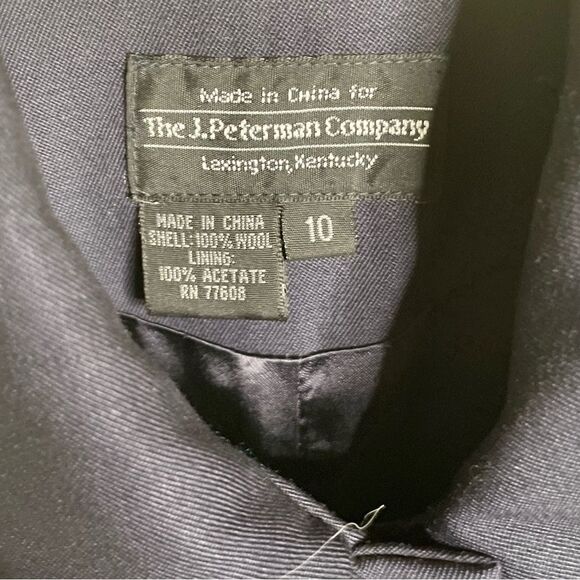 Made in China for
The J. Peterman Company
Lexington, Kentucky
MADE IN CHINA
SHELL: 100% WOOL
LINING:
100% ACETATE
RN 77608
10